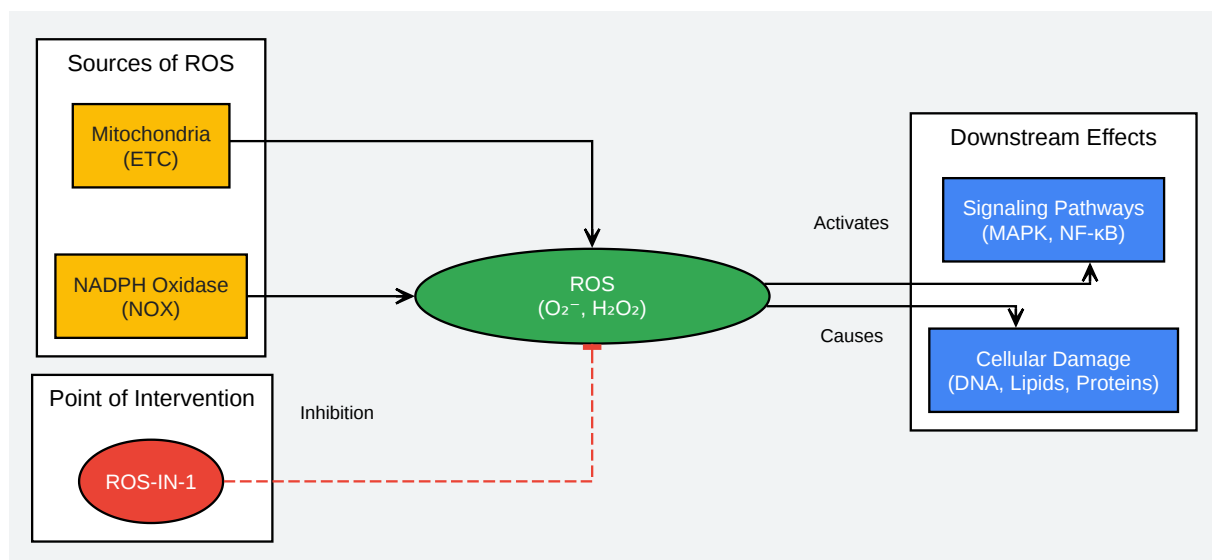 Sources of ROS
Mitochondria
(ETC)
NADPH Oxidase
(NOX)
Point of Intervention
ROS-IN-1
Inhibition
ROS
(O₂⁻, H₂O₂)
Activates
Causes
Downstream Effects
Signaling Pathways
(MAPK, NF-κB)
Cellular Damage
(DNA, Lipids, Proteins)